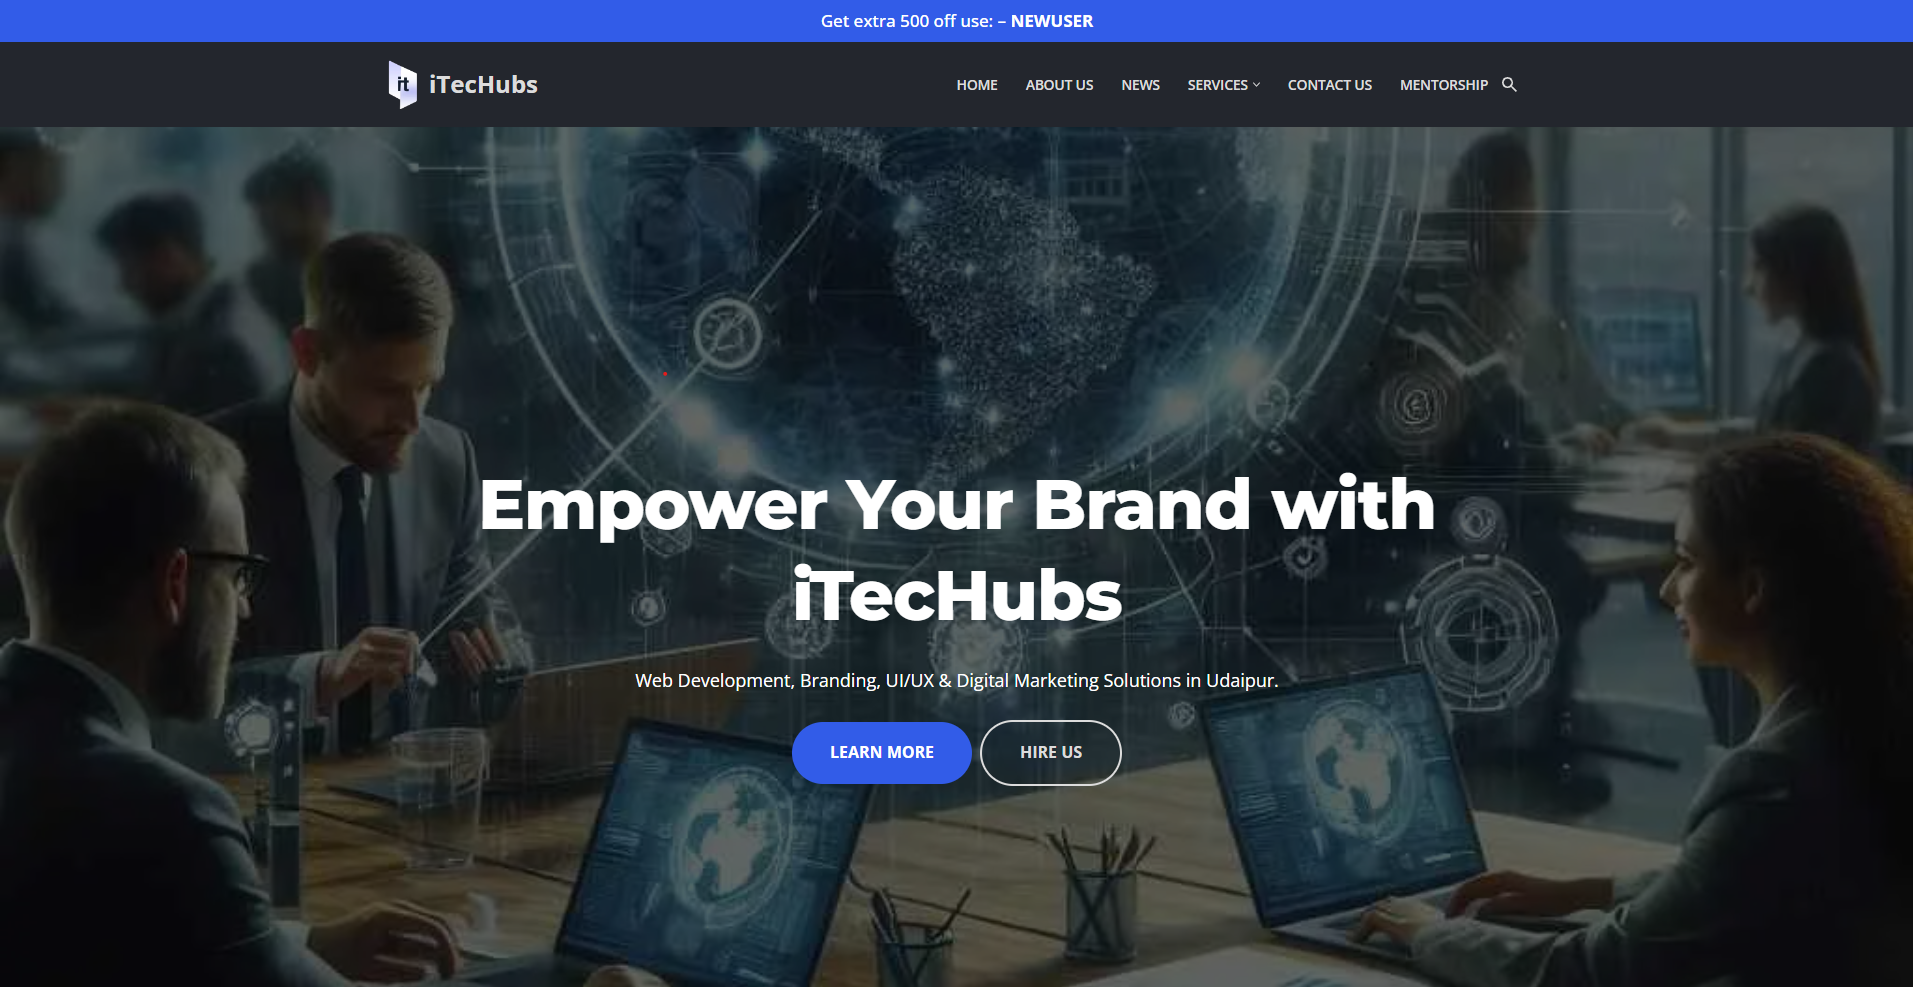 Get extra 500 off use: – NEWUSER
it iTecHubs
HOME ABOUT US NEWS SERVICES CONTACT US MENTORSHIP
Empower Your Brand with
iTecHubs
Web Development, Branding, UI/UX & Digital Marketing Solutions in Udaipur.
LEARN MORE HIRE US